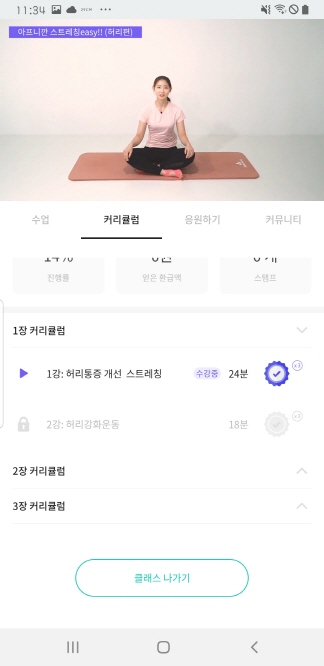 11:34
아프니깐 스트레칭easy!! (허리편)
수업 커리큘럼 응원하기 커뮤니티
14%
진행률 얻은 환급액 스탬프
1장 커리큘럼
1강: 허리통증 개선 스트레칭 수강중 24분 x3
2강: 허리강화운동 18분 x4
2장 커리큘럼
3장 커리큘럼
클래스 나가기